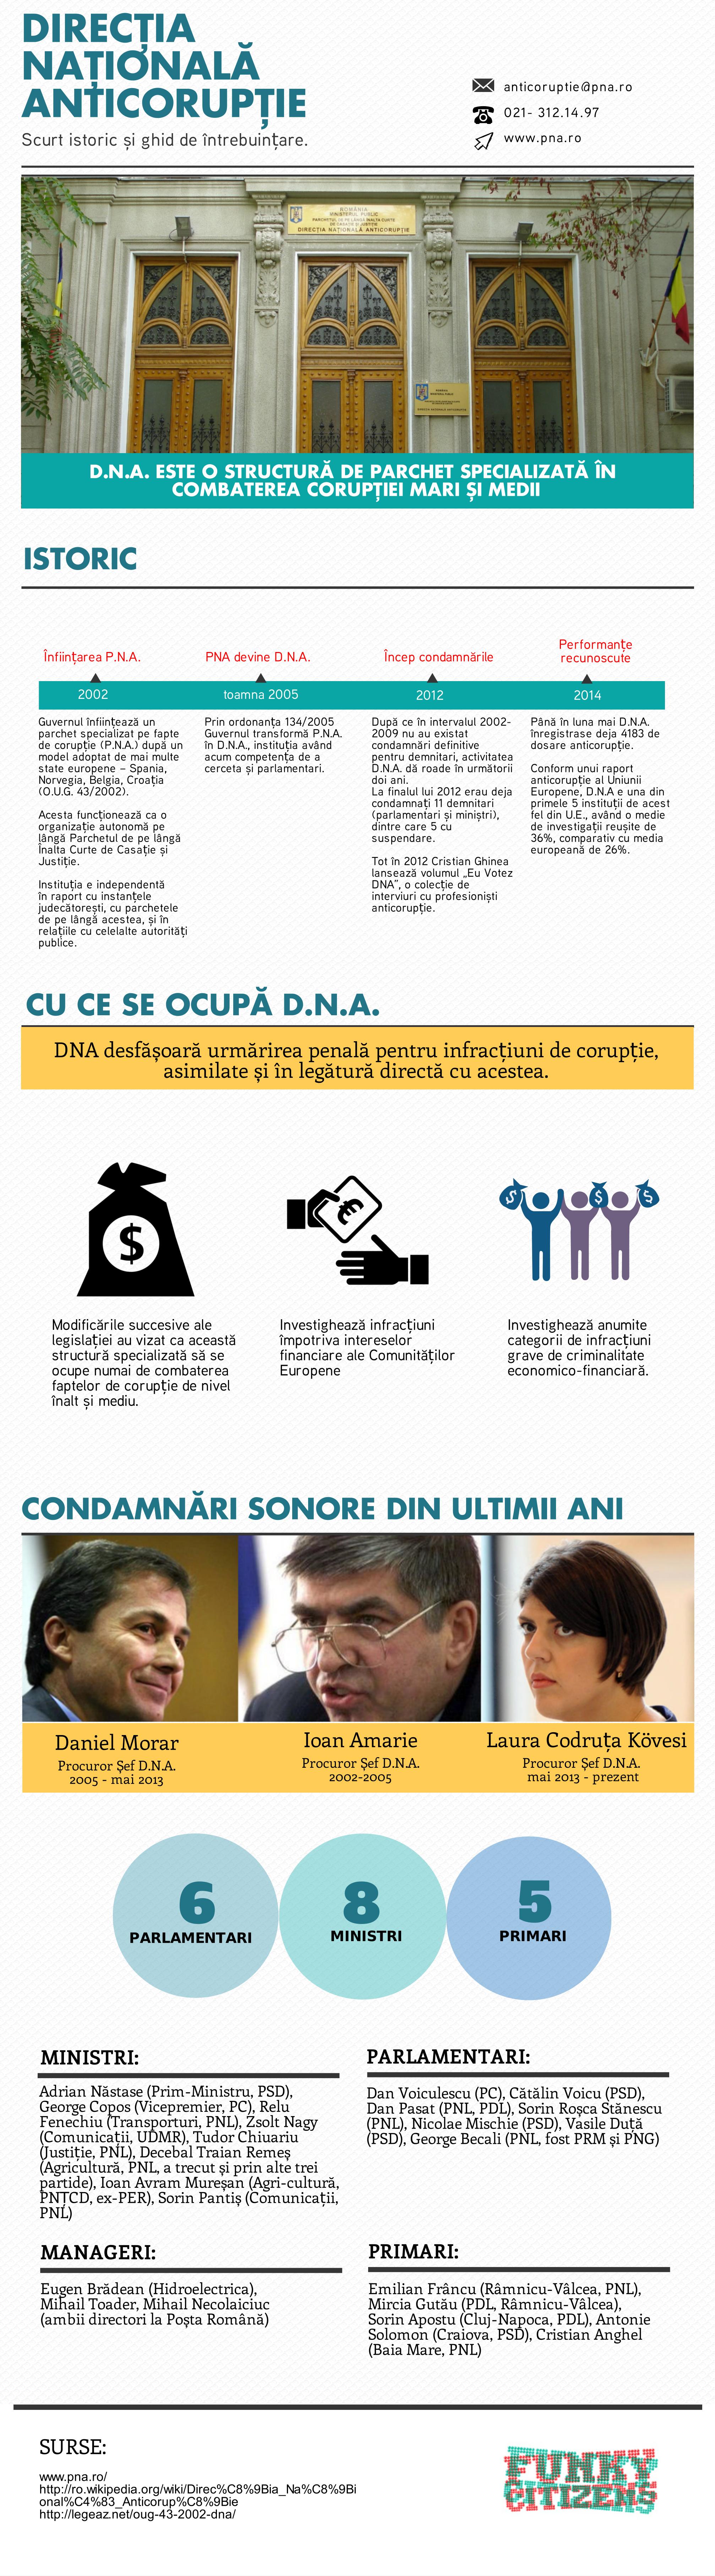 DIRECȚIA
NAȚIONALĂ
ANTICORUPȚIE
Scurt istoric și ghid de întrebuințare.
anticoruptie@pna.ro
021- 312.14.97
www.pna.ro
ROMÂNIA
MINISTERUL PUBLIC
PARCHETUL DE PE LÂNGĂ ÎNALTA CURTE
DE CASAȚIE ȘI JUSTIȚIE
DIRECȚIA NAȚIONALĂ ANTICORUPȚIE
D.N.A. ESTE O STRUCTURĂ DE PARCHET SPECIALIZATĂ ÎN
COMBATEREA CORUPȚIEI MARI ȘI MEDII
ISTORIC
Înființarea P.N.A.
2002
Guvernul înființează un
parchet specializat pe fapte
de corupție (P.N.A.) după un
model adoptat de mai multe
state europene – Spania,
Norvegia, Belgia, Croația
(O.U.G. 43/2002).
Acesta funcționează ca o
organizație autonomă pe
lângă Parchetul de pe lângă
Înalta Curte de Casație și
Justiție.
Instituția e independentă
în raport cu instanțele
judecătorești, cu parchetele
de pe lângă acestea, și în
relațiile cu celelalte autorități
publice.
PNA devine D.N.A.
toamna 2005
Prin ordonanța 134/2005
Guvernul transformă P.N.A.
în D.N.A., instituția având
acum competența de a
cerceta și parlamentari.
Încep condamnările
2012
După ce în intervalul 2002-
2009 nu au existat
condamnări definitive
pentru demnitari, activitatea
D.N.A. dă roade în următorii
doi ani.
La finalul lui 2012 erau deja
condamnați 11 demnitari
(parlamentari și miniștri),
dintre care 5 cu
suspendare.
Tot în 2012 Cristian Ghinea
lansează volumul „Eu Votez
DNA”, o colecție de
interviuri cu profesioniști
anticorupție.
Performanțe
recunoscute
2014
Până în luna mai D.N.A.
înregistrase deja 4183 de
dosare anticorupție.
Conform unui raport
anticorupție al Uniunii
Europene, D.N.A e una din
primele 5 instituții de acest
fel din U.E., având o medie
de investigații reușite de
36%, comparativ cu media
europeană de 26%.
CU CE SE OCUPĂ D.N.A.
DNA desfășoară urmărirea penală pentru infracțiuni de corupție,
asimilate și în legătură directă cu acestea.
$
€
$ $ $
Modificările succesive ale
legislației au vizat ca această
structură specializată să se
ocupe numai de combaterea
faptelor de corupție de nivel
înalt și mediu.
Investighează infracțiuni
împotriva intereselor
financiare ale Comunităților
Europene
Investighează anumite
categorii de infracțiuni
grave de criminalitate
economico-financiară.
CONDAMNĂRI SONORE DIN ULTIMII ANI
Daniel Morar
Procuror Șef D.N.A.
2005 - mai 2013
Ioan Amarie
Procuror Șef D.N.A.
2002-2005
Laura Codruța Kövesi
Procuror Șef D.N.A.
mai 2013 - prezent
6
PARLAMENTARI
8
MINISTRI
5
PRIMARI
MINIȘTRI:
Adrian Năstase (Prim-Ministru, PSD),
George Copos (Vicepremier, PC), Relu
Fenechiu (Transporturi, PNL), Zsolt Nagy
(Comunicații, UDMR), Tudor Chiuariu
(Justiție, PNL), Decebal Traian Remeș
(Agricultură, PNL, a trecut și prin alte trei
partide), Ioan Avram Mureșan (Agri-cultură,
PNȚCD, ex-PER), Sorin Pantiș (Comunicații,
PNL)
PARLAMENTARI:
Dan Voiculescu (PC), Cătălin Voicu (PSD),
Dan Pasat (PNL, PDL), Sorin Roșca Stănescu
(PNL), Nicolae Mischie (PSD), Vasile Duță
(PSD), George Becali (PNL, fost PRM și PNG)
MANAGERI:
Eugen Brădean (Hidroelectrica),
Mihail Toader, Mihail Necolaiciuc
(ambii directori la Poșta Română)
PRIMARI:
Emilian Frâncu (Râmnicu-Vâlcea, PNL),
Mircia Gutău (PDL, Râmnicu-Vâlcea),
Sorin Apostu (Cluj-Napoca, PDL), Antonie
Solomon (Craiova, PSD), Cristian Anghel
(Baia Mare, PNL)
SURSE:
www.pna.ro/
http://ro.wikipedia.org/wiki/Direc%C8%9Bia_Na%C8%9Bi
onal%C4%83_Anticorup%C8%9Bie
http://legeaz.net/oug-43-2002-dna/
FUNKY
CITIZENS